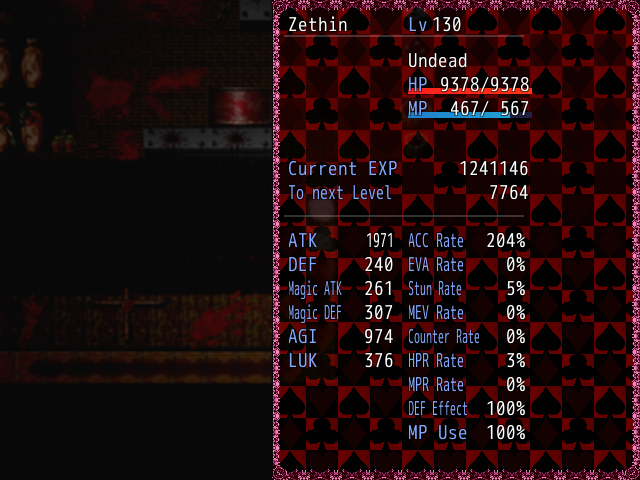 Zethin Lv 130
Undead
HP 9378/9378
MP 467/ 567
Current EXP 1241146
To next Level 7764
ATK 1971 ACC Rate 204%
DEF 240 EVA Rate 0%
Magic ATK 261 Stun Rate 5%
Magic DEF 307 MEV Rate 0%
AGI 974 Counter Rate 0%
LUK 376 HPR Rate 3%
MPR Rate 0%
DEF Effect 100%
MP Use 100%